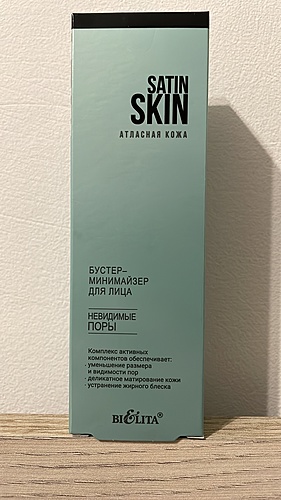 SATIN
SKIN
АТЛАСНАЯ КОЖА
БУСТЕР-
МИНИМАЙЗЕР
ДЛЯ ЛИЦА
НЕВИДИМЫЕ
ПОРЫ
Комплекс активных
компонентов обеспечивает:
· уменьшение размера
и видимости пор
· деликатное матирование кожи
· устранение жирного блеска
BIELITA®